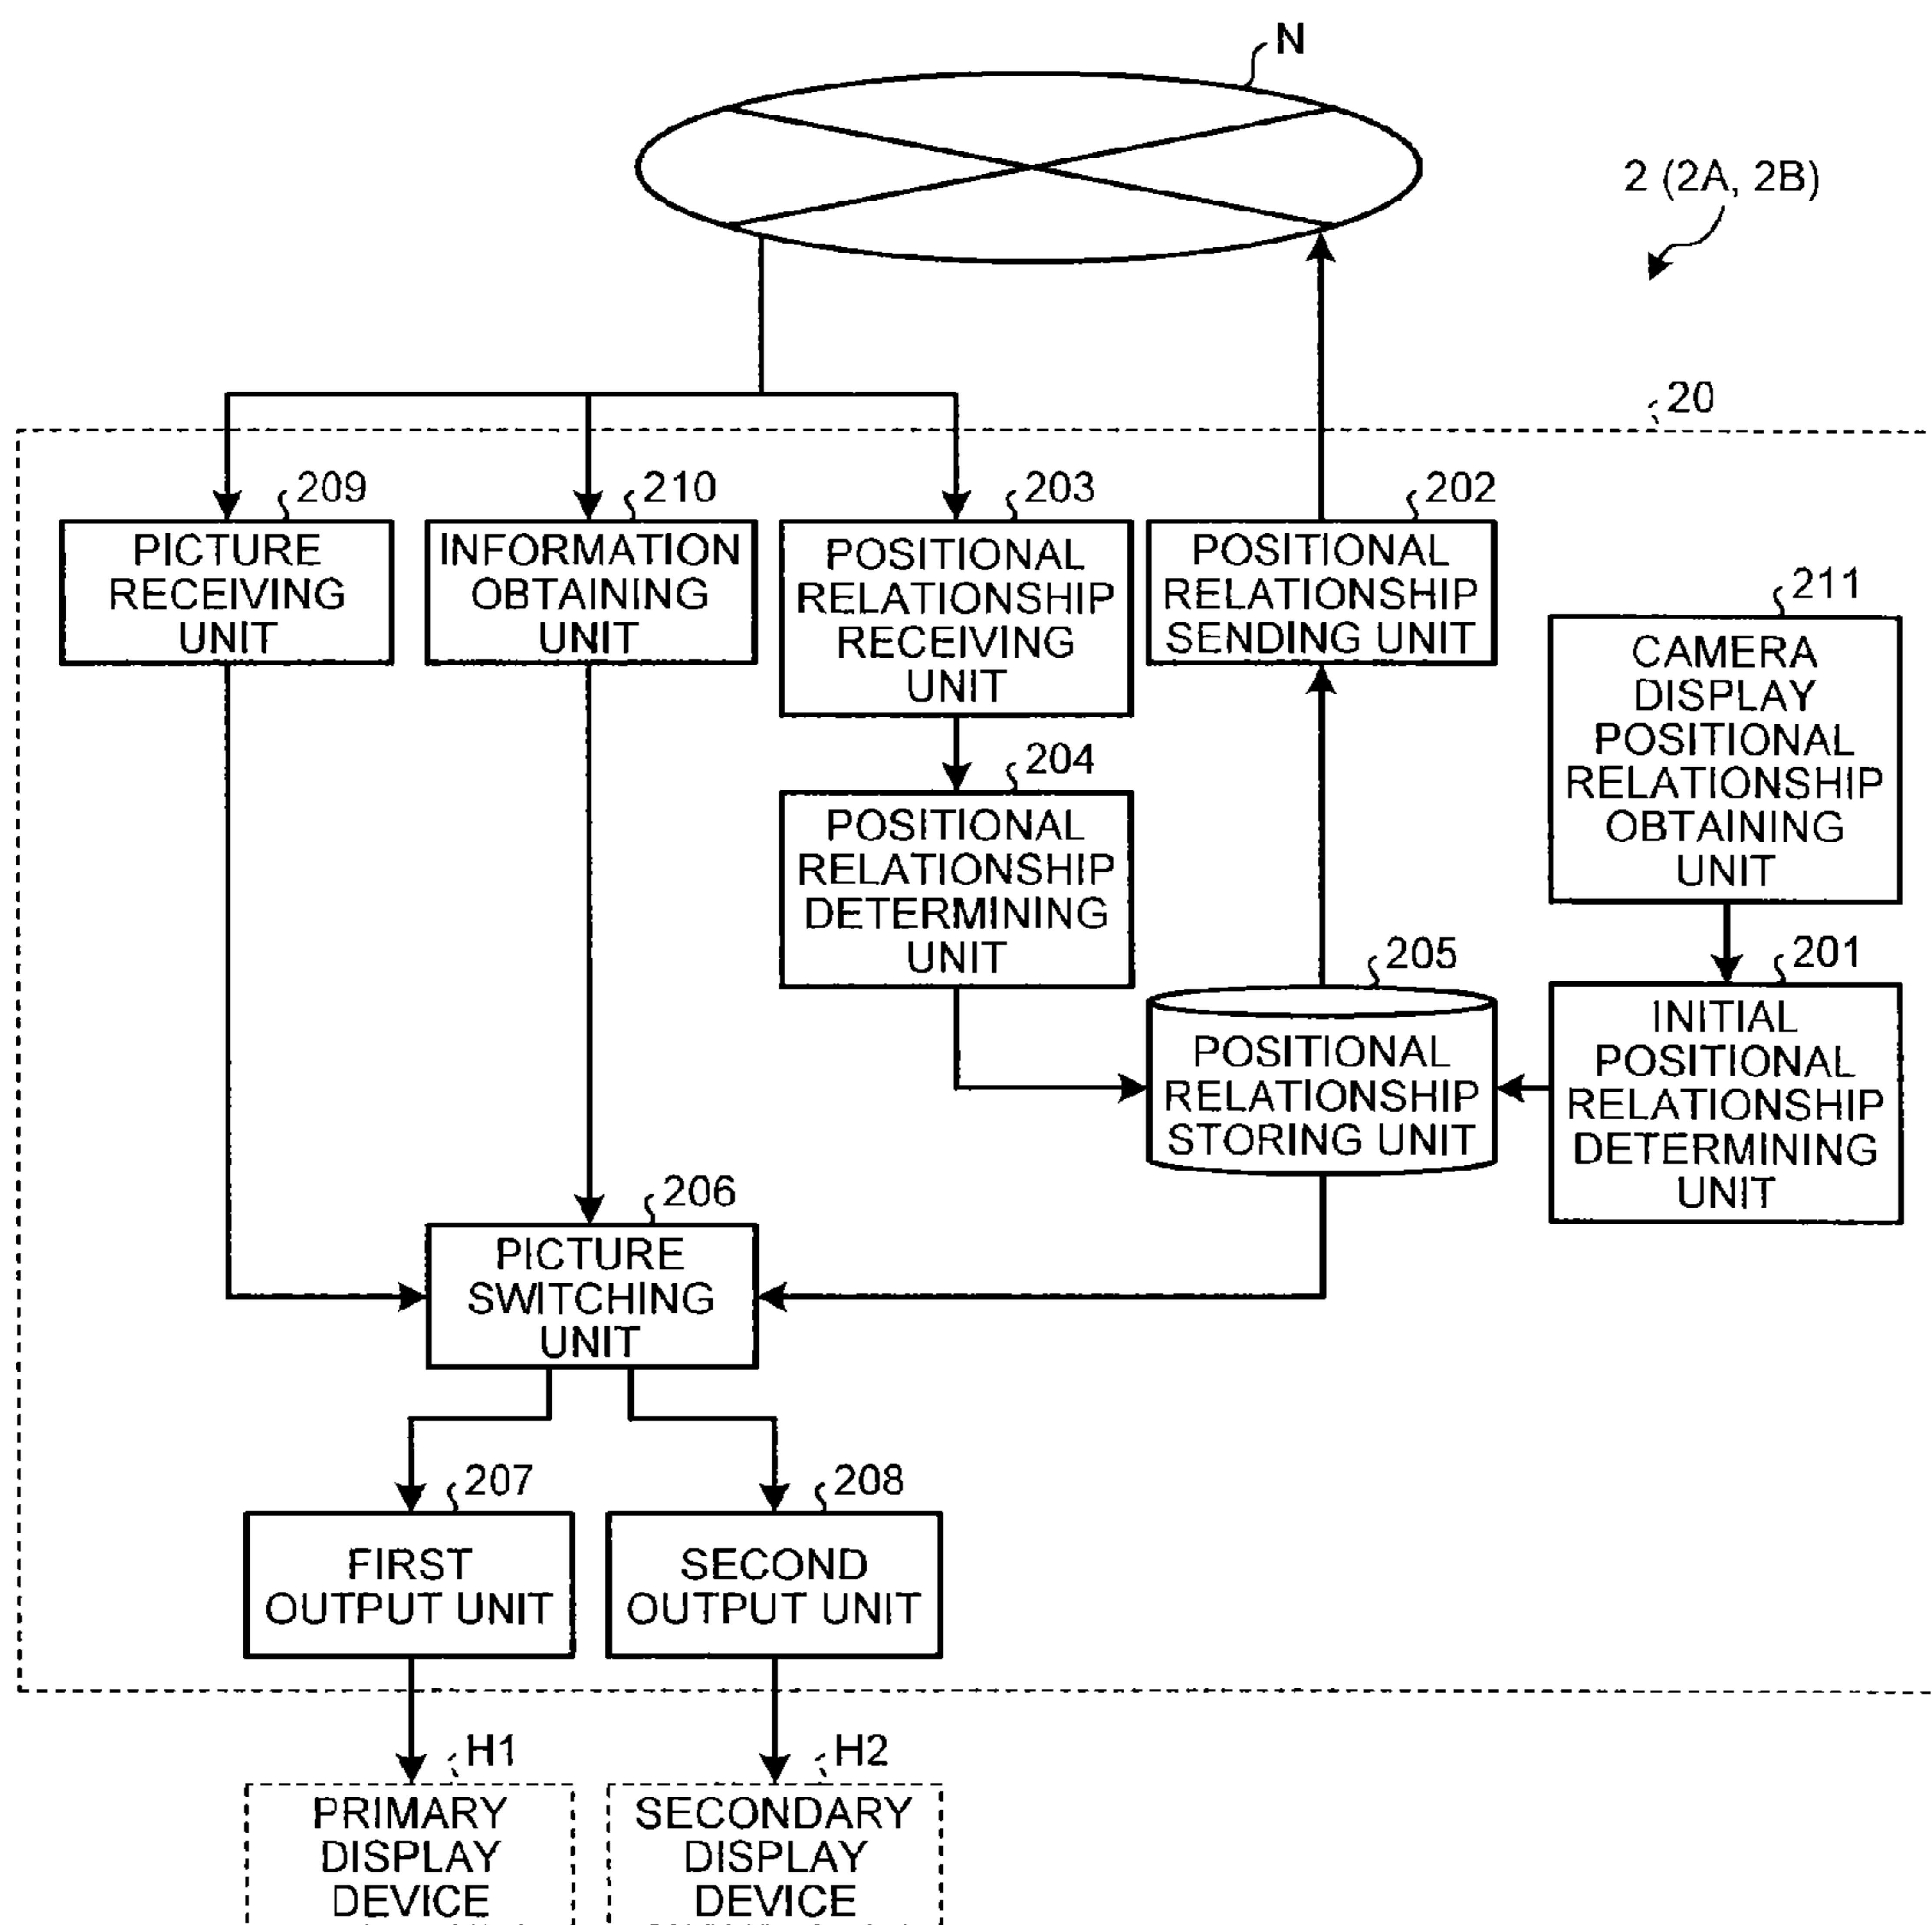 N
2 (2A, 2B)
20
209
PICTURE
RECEIVING
UNIT
210
INFORMATION
OBTAINING
UNIT
203
POSITIONAL
RELATIONSHIP
RECEIVING
UNIT
202
POSITIONAL
RELATIONSHIP
SENDING UNIT
211
CAMERA
DISPLAY
POSITIONAL
RELATIONSHIP
OBTAINING
UNIT
204
POSITIONAL
RELATIONSHIP
DETERMINING
UNIT
205
POSITIONAL
RELATIONSHIP
STORING UNIT
201
INITIAL
POSITIONAL
RELATIONSHIP
DETERMINING
UNIT
206
PICTURE
SWITCHING
UNIT
207
FIRST
OUTPUT UNIT
208
SECOND
OUTPUT UNIT
H1
PRIMARY
DISPLAY
DEVICE
H2
SECONDARY
DISPLAY
DEVICE